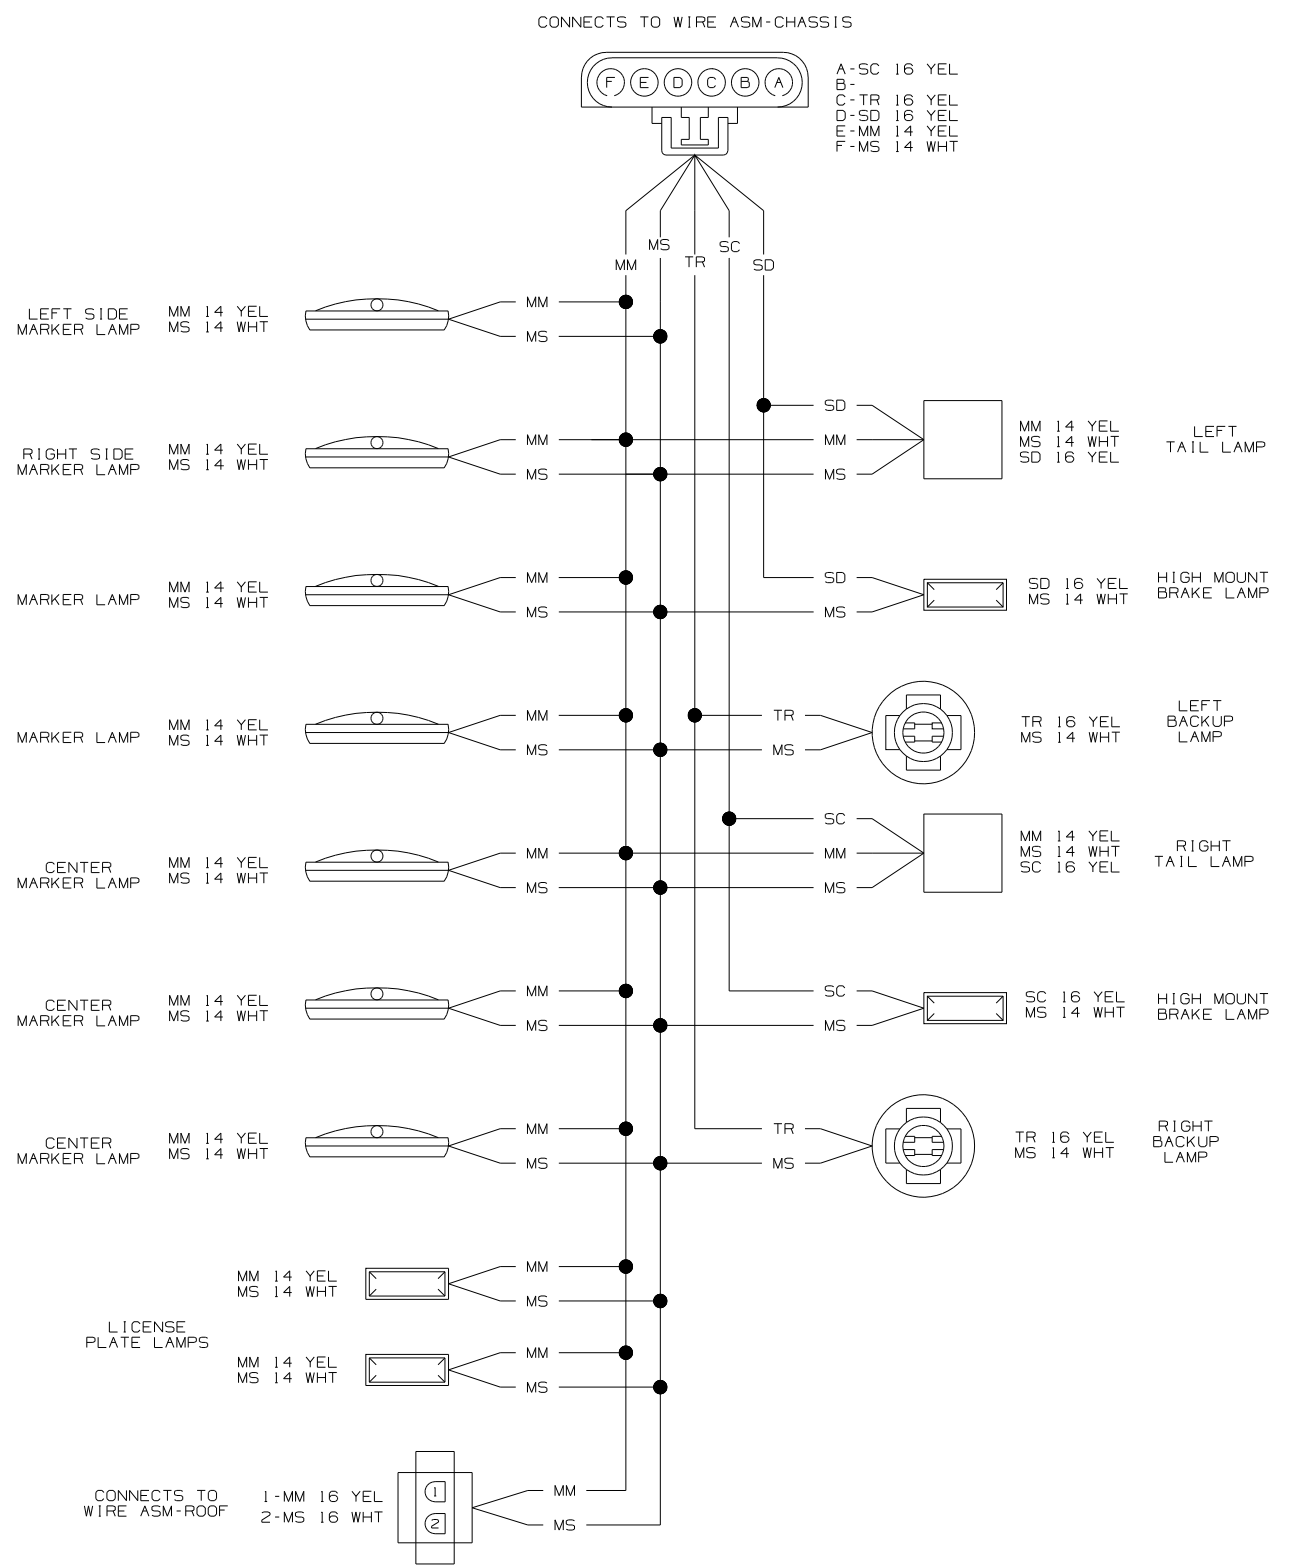 CONNECTS TO WIRE ASM-CHASSIS
F E D C B A
A-SC 16 YEL
B-
C-TR 16 YEL
D-SD 16 YEL
E-MM 14 YEL
F-MS 14 WHT
MM
MS
TR
SC
SD
LEFT SIDE
MARKER LAMP
MM 14 YEL
MS 14 WHT
MM
MS
RIGHT SIDE
MARKER LAMP
MM 14 YEL
MS 14 WHT
MM
MS
SD
MM
MS
MM 14 YEL
MS 14 WHT
SD 16 YEL
LEFT
TAIL LAMP
MARKER LAMP
MM 14 YEL
MS 14 WHT
MM
MS
SD
MS
SD 16 YEL
MS 14 WHT
HIGH MOUNT
BRAKE LAMP
MARKER LAMP
MM 14 YEL
MS 14 WHT
MM
MS
TR
MS
TR 16 YEL
MS 14 WHT
LEFT
BACKUP
LAMP
CENTER
MARKER LAMP
MM 14 YEL
MS 14 WHT
MM
MS
SC
MM
MS
MM 14 YEL
MS 14 WHT
SC 16 YEL
RIGHT
TAIL LAMP
CENTER
MARKER LAMP
MM 14 YEL
MS 14 WHT
MM
MS
SC
MS
SC 16 YEL
MS 14 WHT
HIGH MOUNT
BRAKE LAMP
CENTER
MARKER LAMP
MM 14 YEL
MS 14 WHT
MM
MS
TR
MS
TR 16 YEL
MS 14 WHT
RIGHT
BACKUP
LAMP
MM 14 YEL
MS 14 WHT
MM
MS
LICENSE
PLATE LAMPS
MM 14 YEL
MS 14 WHT
MM
MS
CONNECTS TO
WIRE ASM-ROOF
1-MM 16 YEL
2-MS 16 WHT
1
2
MM
MS